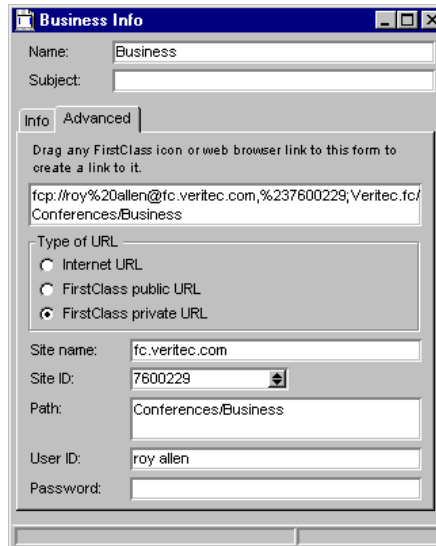 Business Info
Name: Business
Subject:
Info Advanced
Drag any FirstClass icon or web browser link to this form to
create a link to it.
fcp://roy%20allen@fc.veritec.com,%237600229;Veritec.fc/
Conferences/Business
Type of URL
Internet URL
FirstClass public URL
FirstClass private URL
Site name: fc.veritec.com
Site ID: 7600229
Path: Conferences/Business
User ID: roy allen
Password: